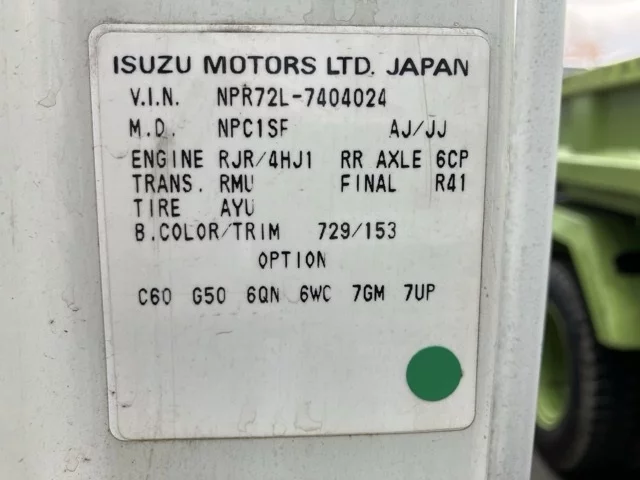 ISUZU MOTORS LTD. JAPAN
V.I.N. NPR72L-7404024
M.D. NPC1SF AJ/JJ
ENGINE RJR/4HJ1 RR AXLE 6CP
TRANS. RMU FINAL R41
TIRE AYU
B.COLOR/TRIM 729/153
OPTION
C60 G50 6QN 6WC 7GM 7UP